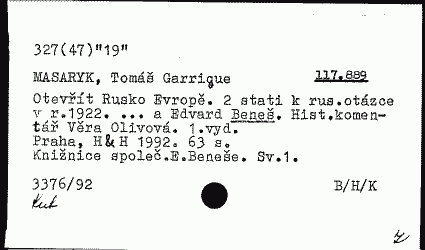 327(47)"19"
MASARYK, Tomáš Garrigue 117.889
Otevřít Rusko Evropě. 2 stati k rus.otázce
v r.1922. ... a Edvard Beneš. Hist.komen-
tář Věra Olivová. 1.vyd.
Praha, H&H 1992. 63 s.
Knižnice společ.E.Beneše. Sv.1.
3376/92 B/H/K